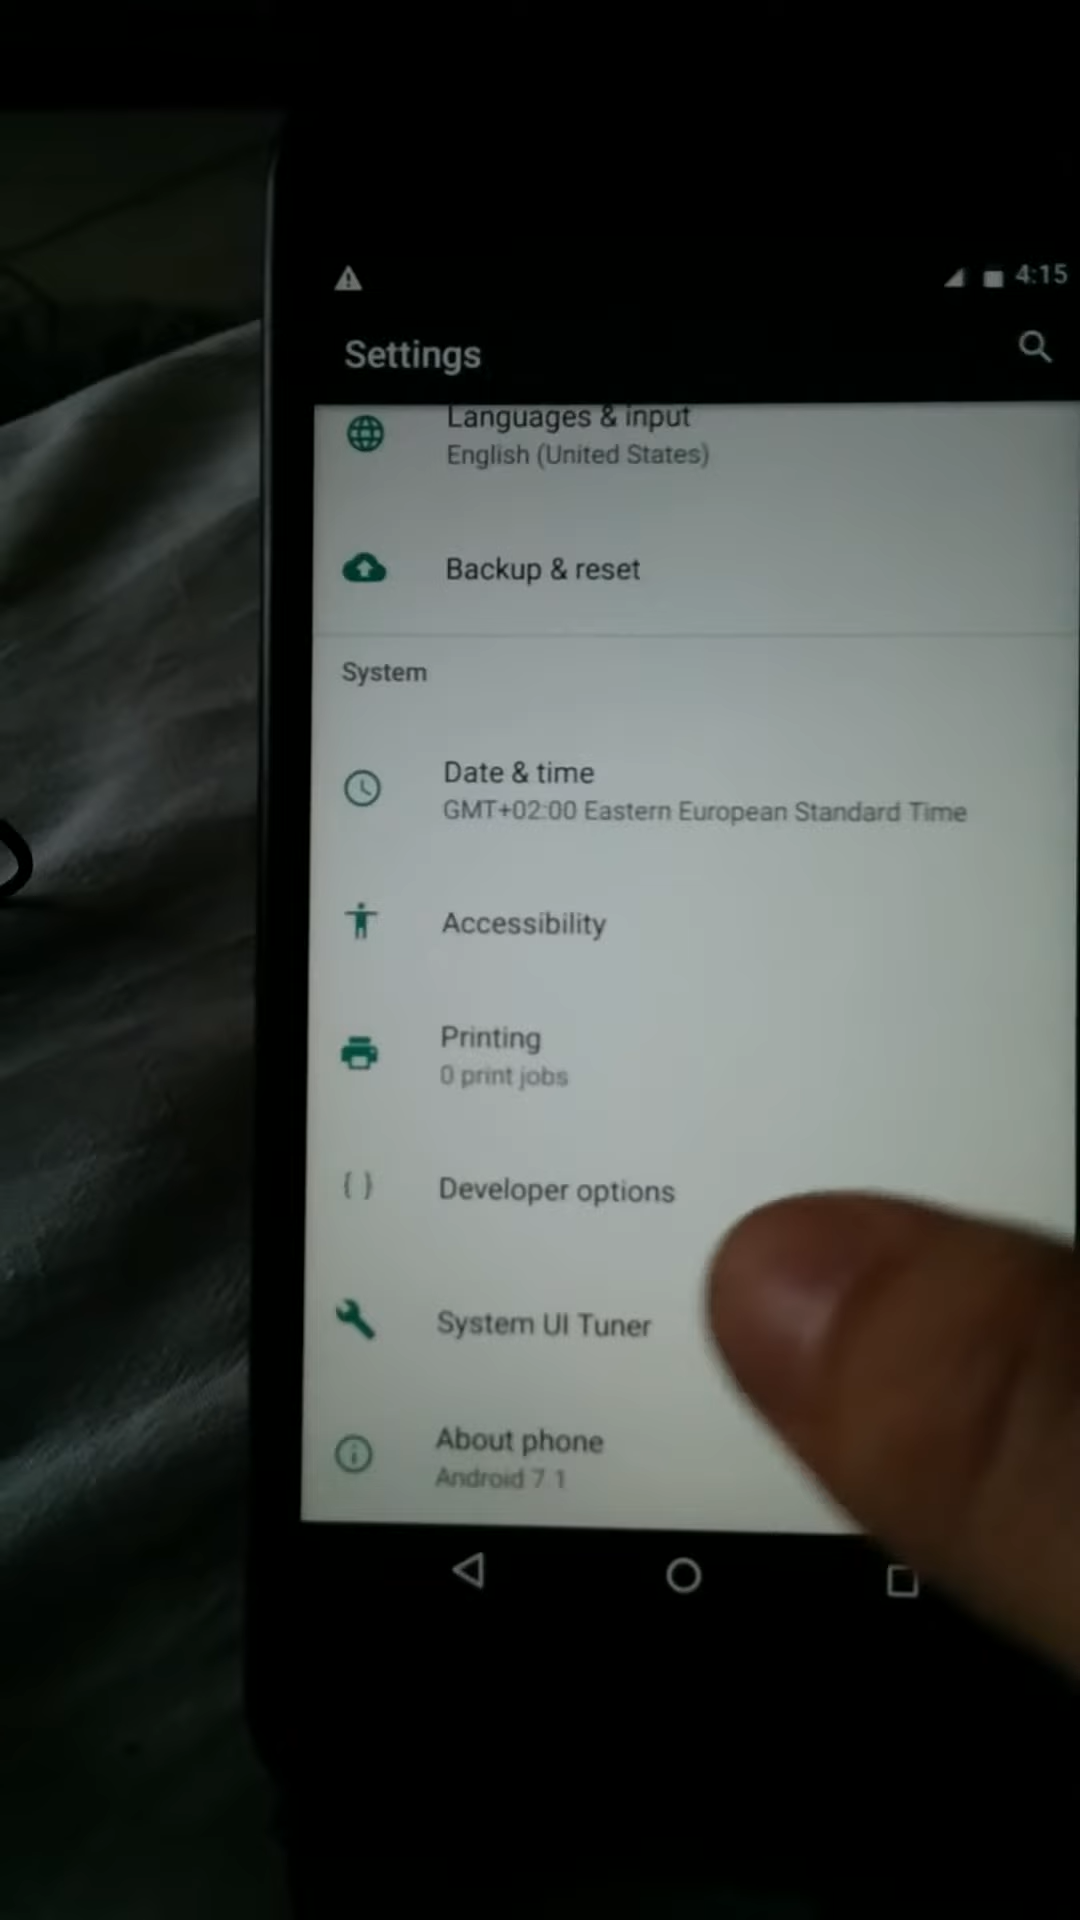 4:15
Settings
Languages & input
English (United States)
Backup & reset
System
Date & time
GMT+02:00 Eastern European Standard Time
Accessibility
Printing
0 print jobs
{ } Developer options
System UI Tuner
About phone
Android 7.1